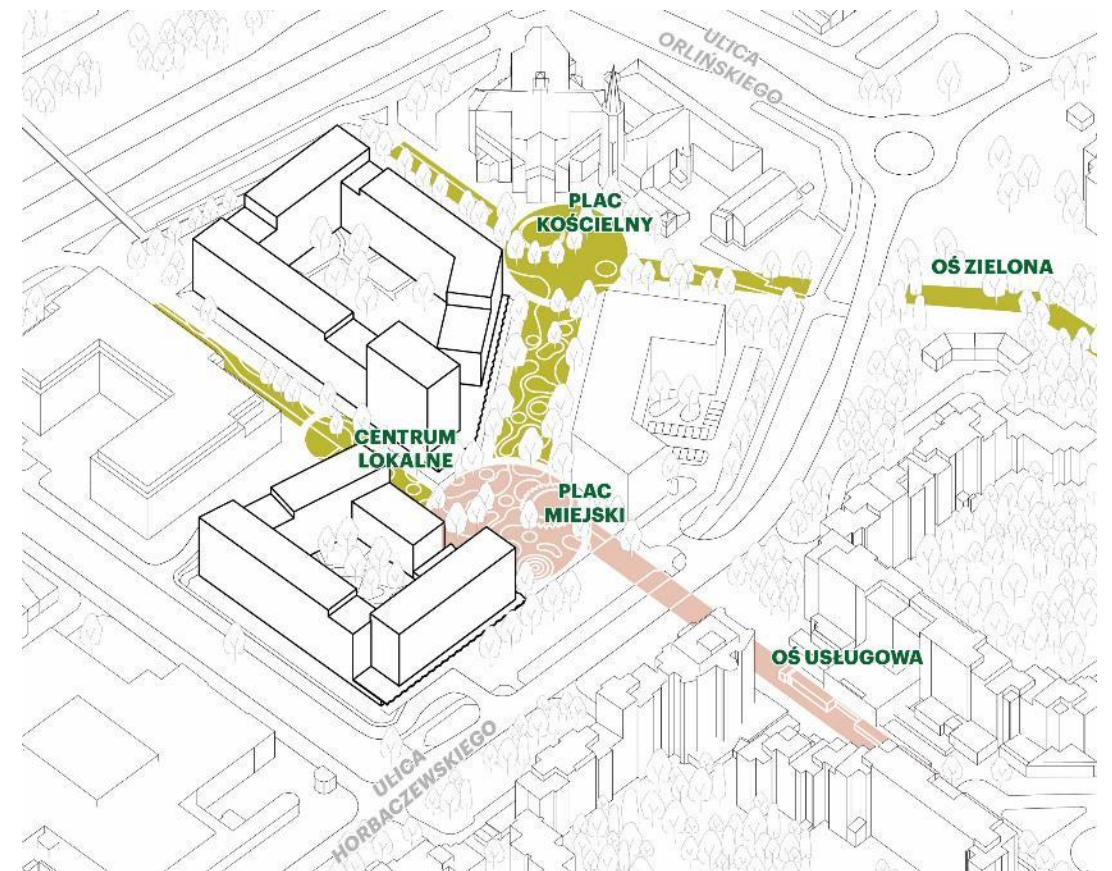 ULICA
ORLIŃSKIEGO
PLAC
KOŚCIELNY
OŚ ZIELONA
CENTRUM
LOKALNE
PLAC
MIEJSKI
OŚ USŁUGOWA
ULICA
HORBACZEWSKIEGO